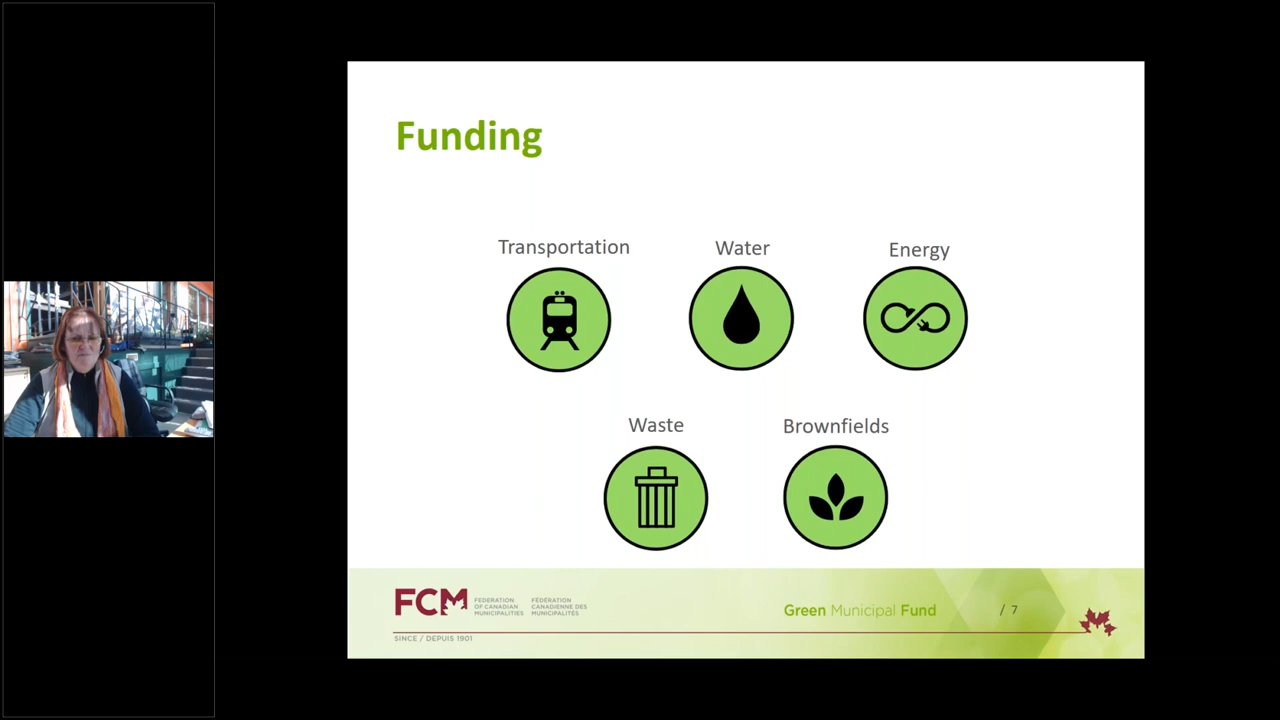 Funding
Transportation
Water
Energy
Waste
Brownfields
FCM
FEDERATION
OF CANADIAN
MUNICIPALITIES
FÉDÉRATION
CANADIENNE DES
MUNICIPALITÉS
SINCE / DEPUIS 1901
Green Municipal Fund
/ 7